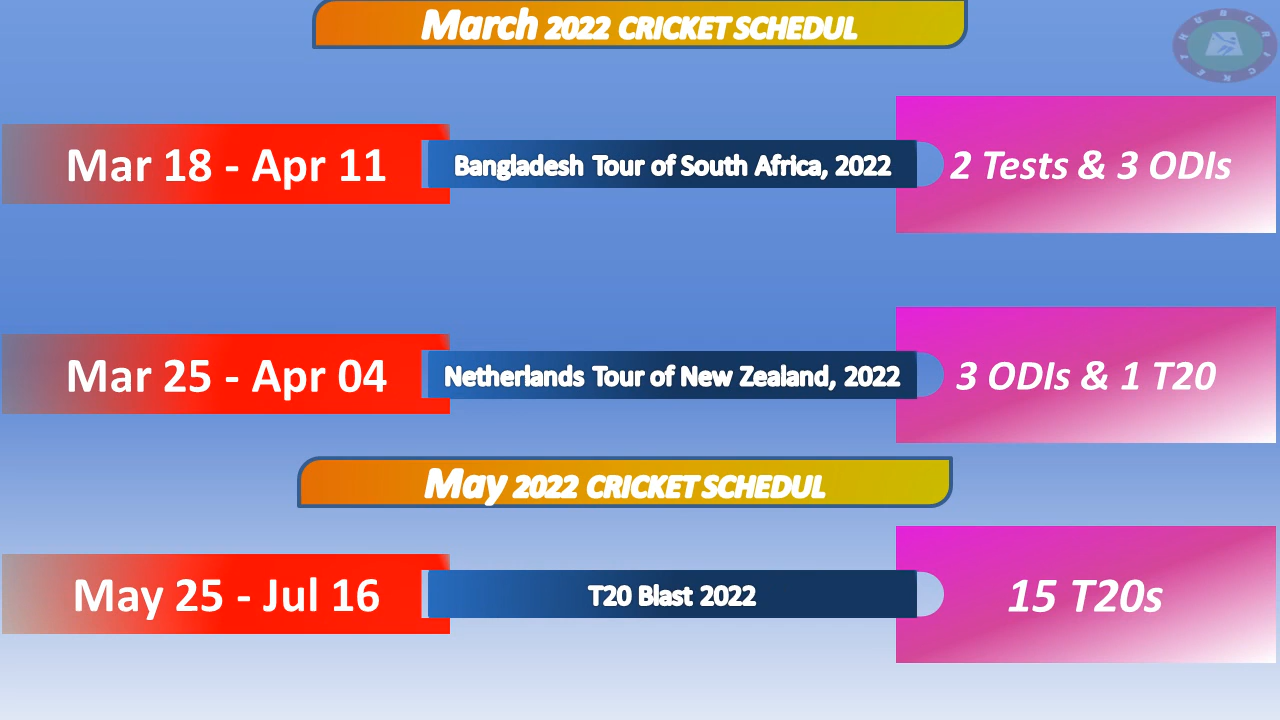 March 2022 CRICKET SCHEDUL
HUBCRICKET
Mar 18 - Apr 11
Bangladesh Tour of South Africa, 2022
2 Tests & 3 ODIs
Mar 25 - Apr 04
Netherlands Tour of New Zealand, 2022
3 ODIs & 1 T20
May 2022 CRICKET SCHEDUL
May 25 - Jul 16
T20 Blast 2022
15 T20s